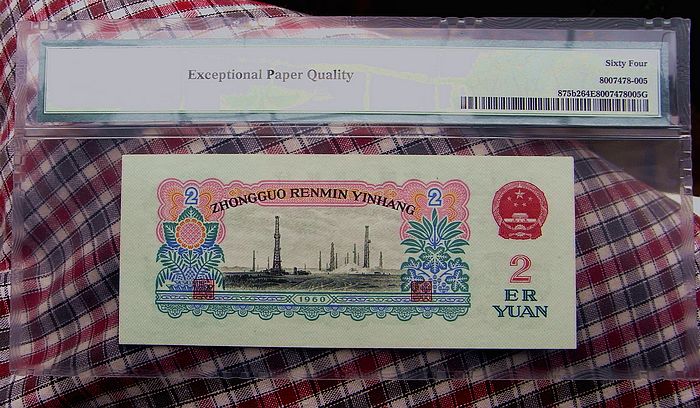 Exceptional Paper Quality
Sixty Four
8007478-005
875b264E8007478005G
2
ZHONGGUO RENMIN YINHANG
2
1960
2
ER
YUAN